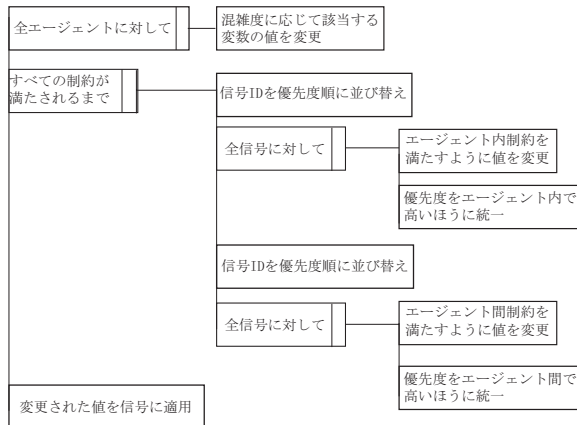 全エージェントに対して
混雑度に応じて該当する
変数の値を変更
すべての制約が
満たされるまで
信号IDを優先度順に並び替え
全信号に対して
エージェント内制約を
満たすように値を変更
優先度をエージェント内で
高いほうに統一
信号IDを優先度順に並び替え
全信号に対して
エージェント間制約を
満たすように値を変更
優先度をエージェント間で
高いほうに統一
変更された値を信号に適用